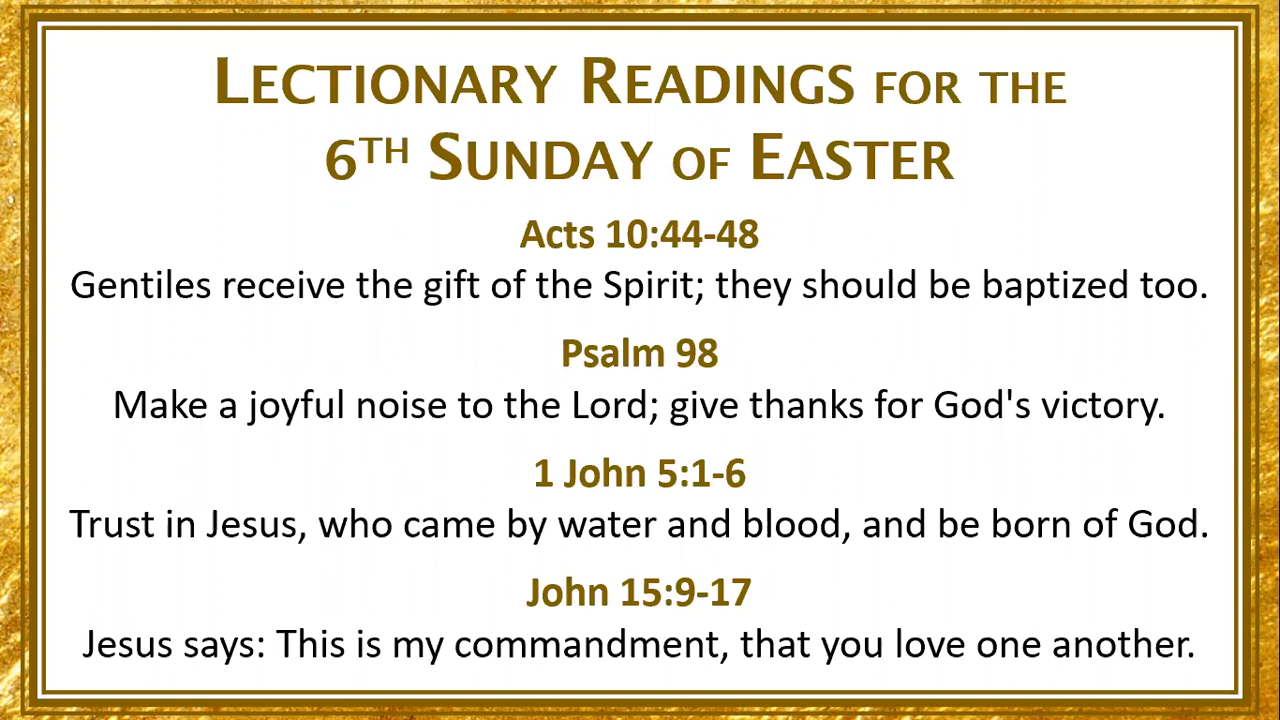 Lectionary Readings for the
6th Sunday of Easter
Acts 10:44-48
Gentiles receive the gift of the Spirit; they should be baptized too.
Psalm 98
Make a joyful noise to the Lord; give thanks for God's victory.
1 John 5:1-6
Trust in Jesus, who came by water and blood, and be born of God.
John 15:9-17
Jesus says: This is my commandment, that you love one another.